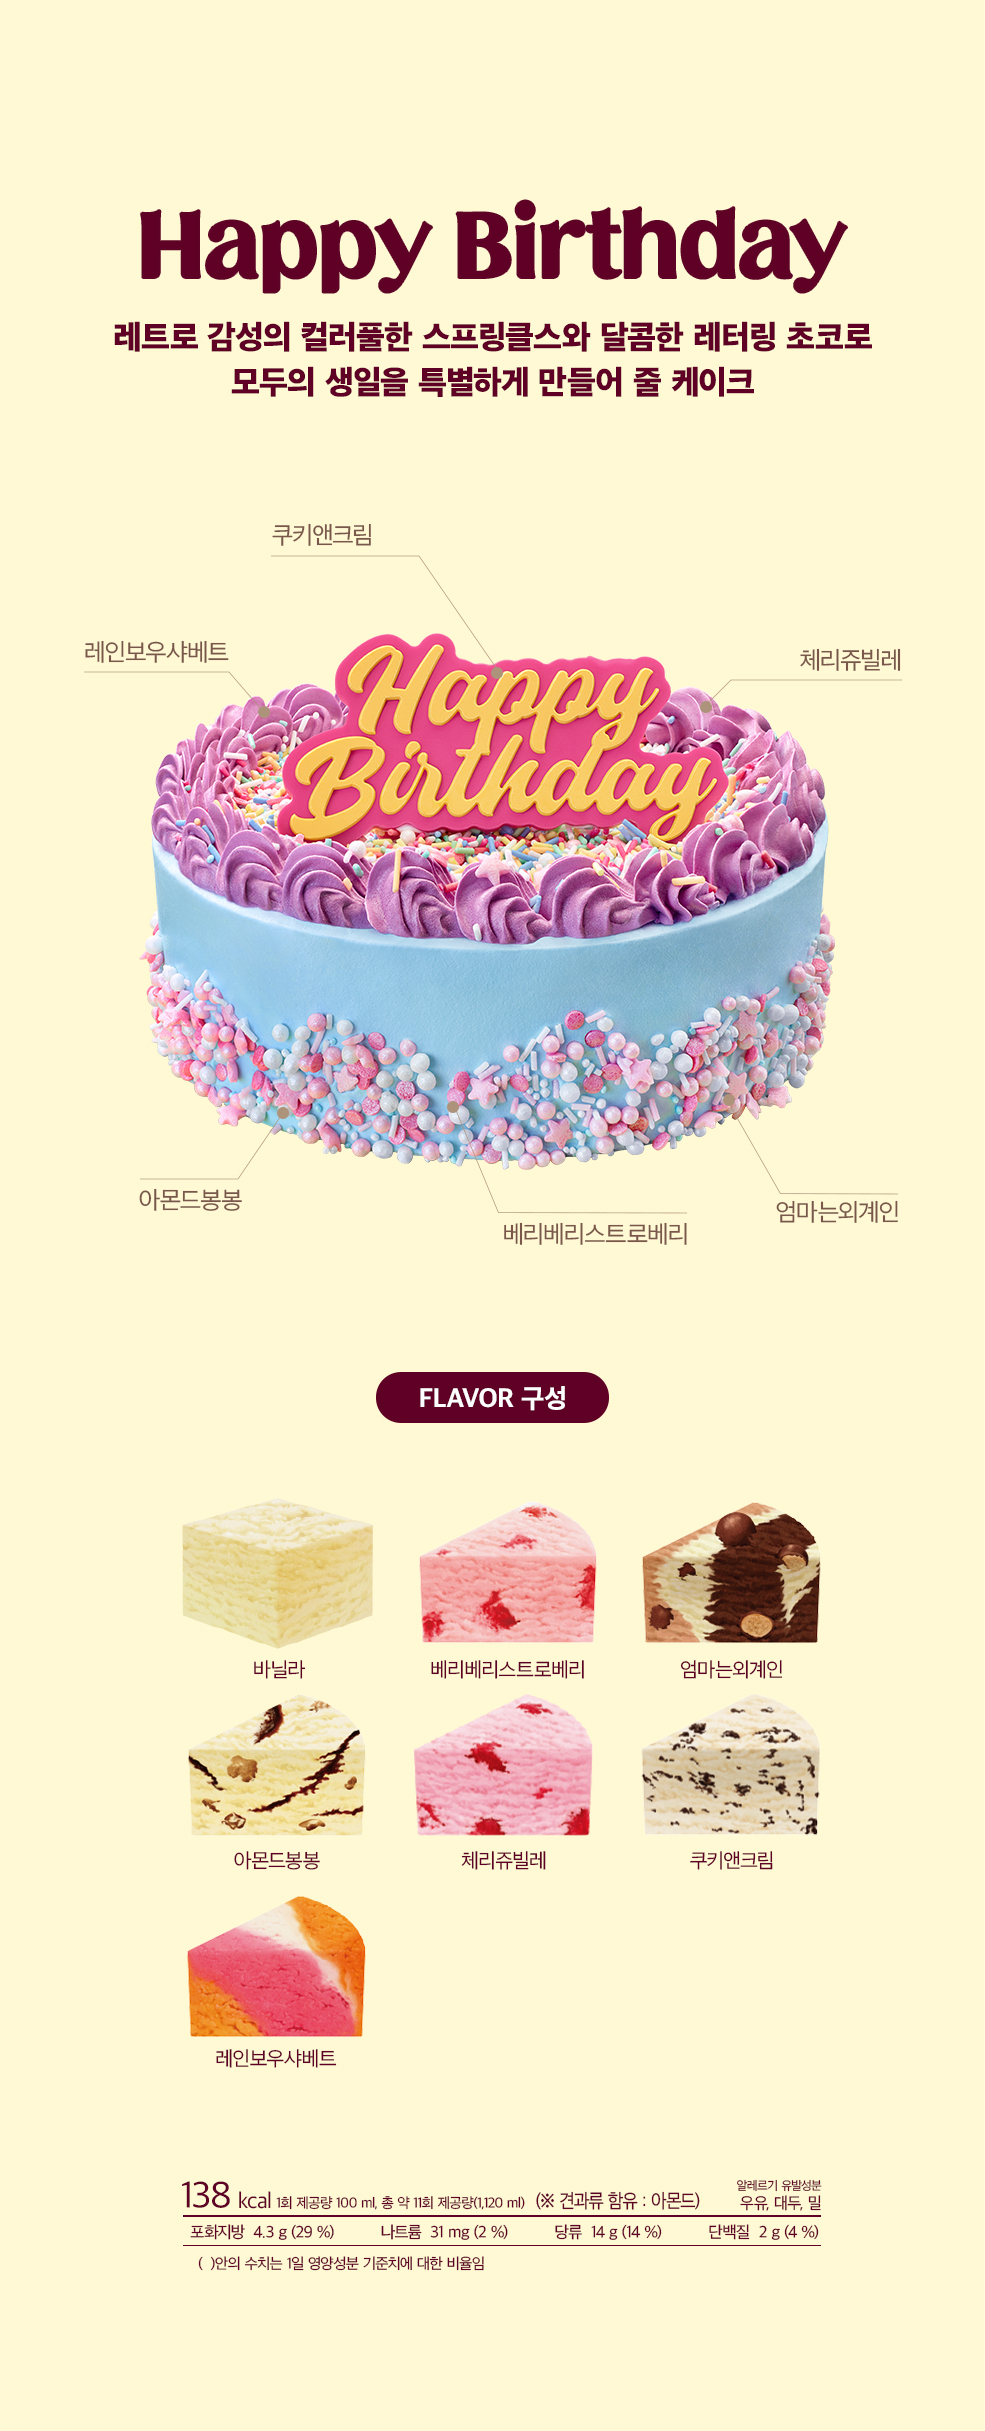 Happy Birthday
레트로 감성의 컬러풀한 스프링클스와 달콤한 레터링 초코로
모두의 생일을 특별하게 만들어 줄 케이크
쿠키앤크림
레인보우샤베트
체리쥬빌레
Happy
Birthday
아몬드봉봉
베리베리스트로베리
엄마는외계인
FLAVOR 구성
바닐라
베리베리스트로베리
엄마는외계인
아몬드봉봉
체리쥬빌레
쿠키앤크림
레인보우샤베트
138 kcal 1회 제공량 100 ml, 총 약 11회 제공량(1,120 ml) (※ 견과류 함유 : 아몬드)
알레르기 유발성분
우유, 대두, 밀
포화지방 4.3 g (29 %) 나트륨 31 mg (2 %) 당류 14 g (14 %) 단백질 2 g (4 %)
( )안의 수치는 1일 영양성분 기준치에 대한 비율임